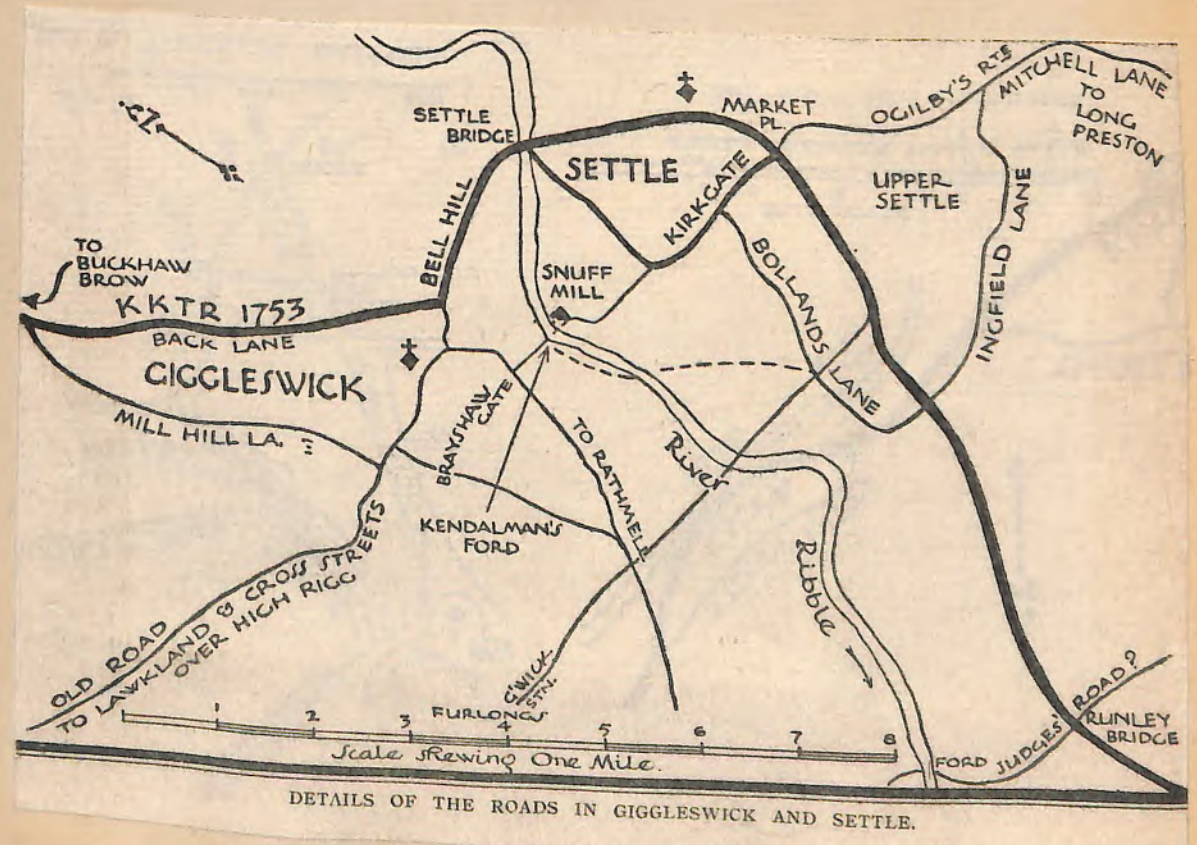 SETTLE
BRIDGE
MARKET
PL.
OGILBY'S RTE
MITCHELL LANE
TO
LONG
PRESTON
N
SETTLE
KIRKGATE
UPPER
SETTLE
INGFIELD LANE
BELL HILL
BOLLANDS
LANE
SNUFF
MILL
TO
BUCKHAW
BROW
KKTR 1753
BACK LANE
GIGGLESWICK
MILL HILL LA.
BRAYSHAW
GATE
TO RATHMELL
River
Ribble
KENDALMAN'S
FORD
OLD ROAD
TO LAWKLAND & CROSS STREETS
OVER HIGH RIGG
G'WICK
STN.
FORD
JUDGES' ROAD?
RUNLEY
BRIDGE
1 2 3 4 5 6 7 8
FURLONGS
Scale shewing One Mile.
DETAILS OF THE ROADS IN GIGGLESWICK AND SETTLE.